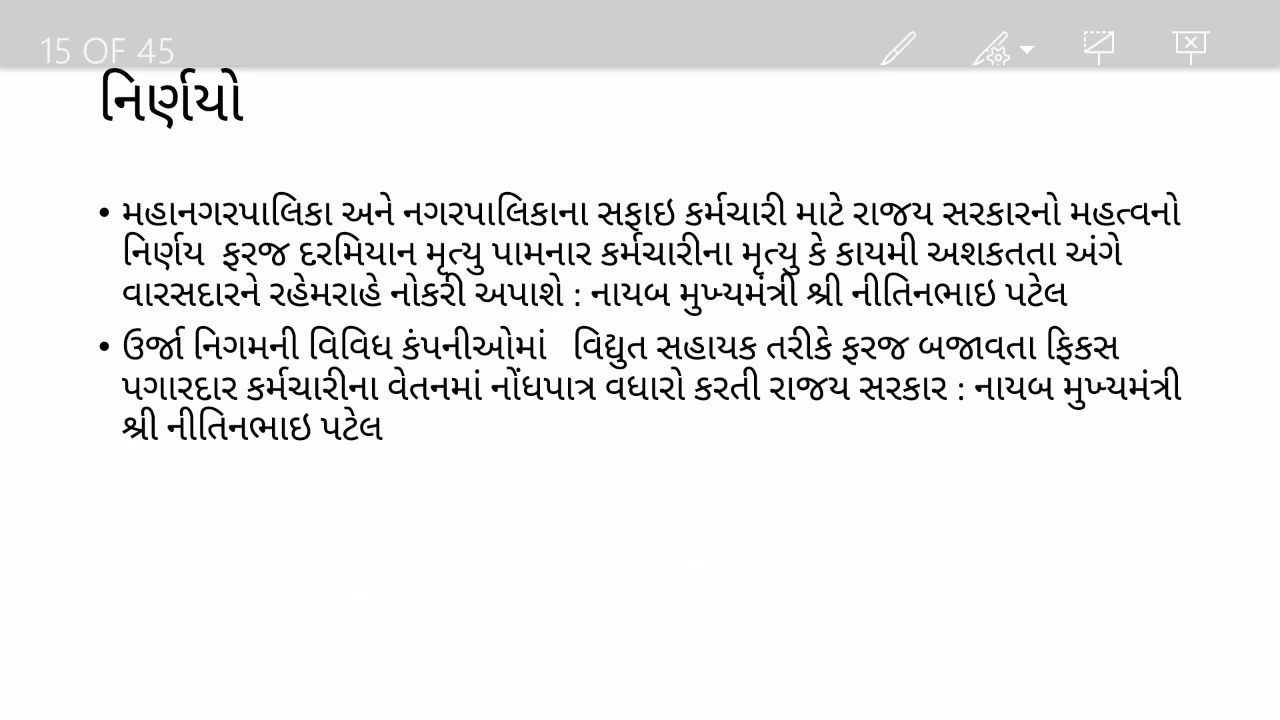 15 OF 45
નિર્ણયો
• મહાનગરપાલિકા અને નગરપાલિકાના સફાઇ કર્મચારી માટે રાજય સરકારનો મહત્વનો
નિર્ણય  ફરજ દરમિયાન મૃત્યુ પામનાર કર્મચારીના મૃત્યુ કે કાયમી અશકતતા અંગે
વારસદારને રહેમરાહે નોકરી અપાશે : નાયબ મુખ્યમંત્રી શ્રી નીતિનભાઇ પટેલ
• ઉર્જા નિગમની વિવિધ કંપનીઓમાં   વિદ્યુત સહાયક તરીકે ફરજ બજાવતા ફિકસ
પગારદાર કર્મચારીના વેતનમાં નોંધપાત્ર વધારો કરતી રાજય સરકાર : નાયબ મુખ્યમંત્રી
શ્રી નીતિનભાઇ પટેલ